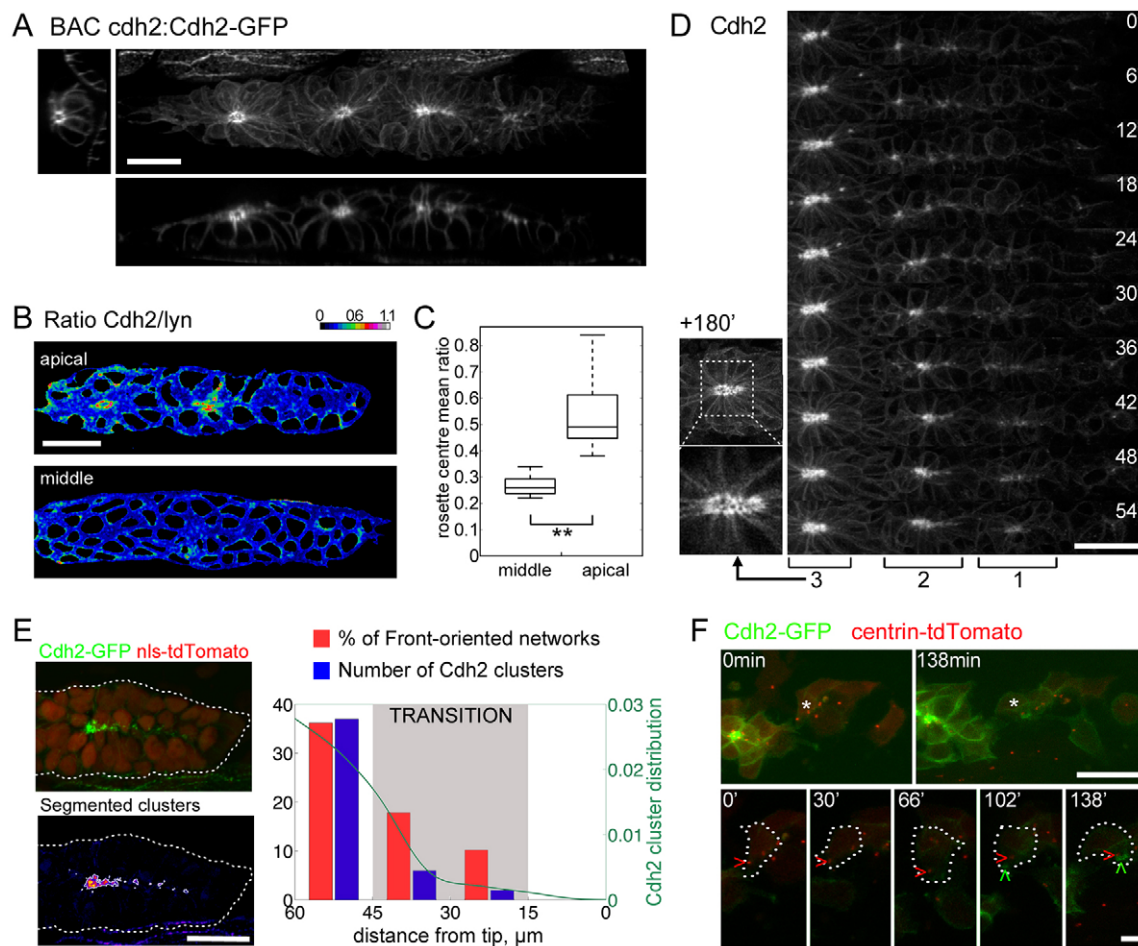 A BAC cdh2:Cdh2-GFP
B Ratio Cdh2/lyn
0 0.6 1.1
apical
middle
C
rosette centre mean ratio
0.8
0.7
0.6
0.5
0.4
0.3
0.2
0.1
0
**
middle apical
D Cdh2
0
6
12
18
24
30
36
42
48
54
+180'
3 2 1
E
Cdh2-GFP nls-tdTomato
Segmented clusters
% of Front-oriented networks
Number of Cdh2 clusters
TRANSITION
40
30
20
10
0
60 45 30 15 0
distance from tip, µm
0.03
0.02
0.01
0
Cdh2 cluster distribution
F
Cdh2-GFP centrin-tdTomato
0min 138min
*
*
0' 30' 66' 102' 138'